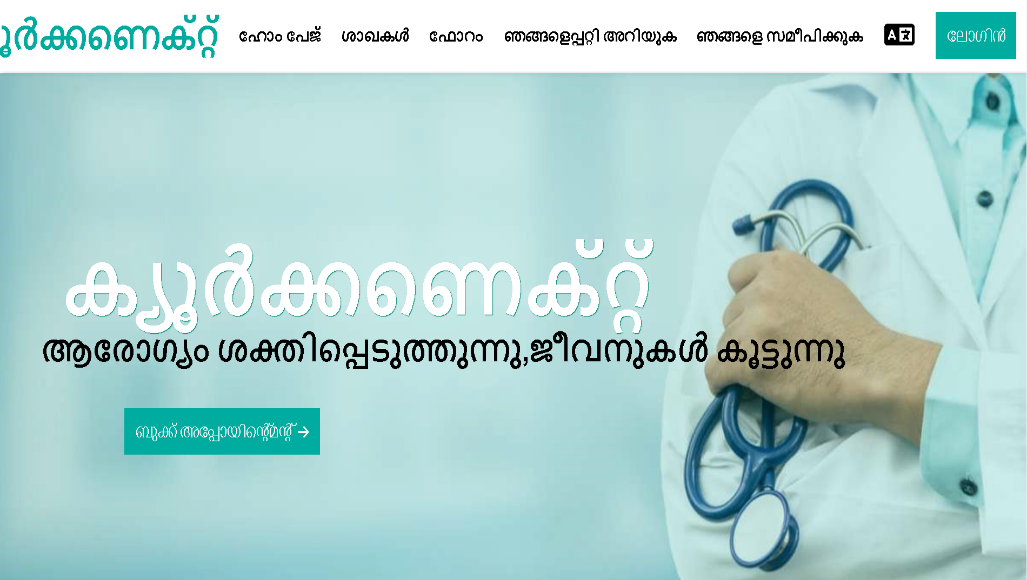 ൂർക്കണെക്റ്റ് ഹോം പേജ് ശാഖകൾ ഫോറം ഞങ്ങളെപ്പറ്റി അറിയുക ഞങ്ങളെ സമീപിക്കുക A ലോഗിൻ
ക്യൂർക്കണെക്റ്റ്
ആരോഗ്യം ശക്തിപ്പെടുത്തുന്നു,ജീവനുകൾ കൂട്ടുന്നു
ബുക്ക് അപ്പോയിന്റ്മെന്റ് →